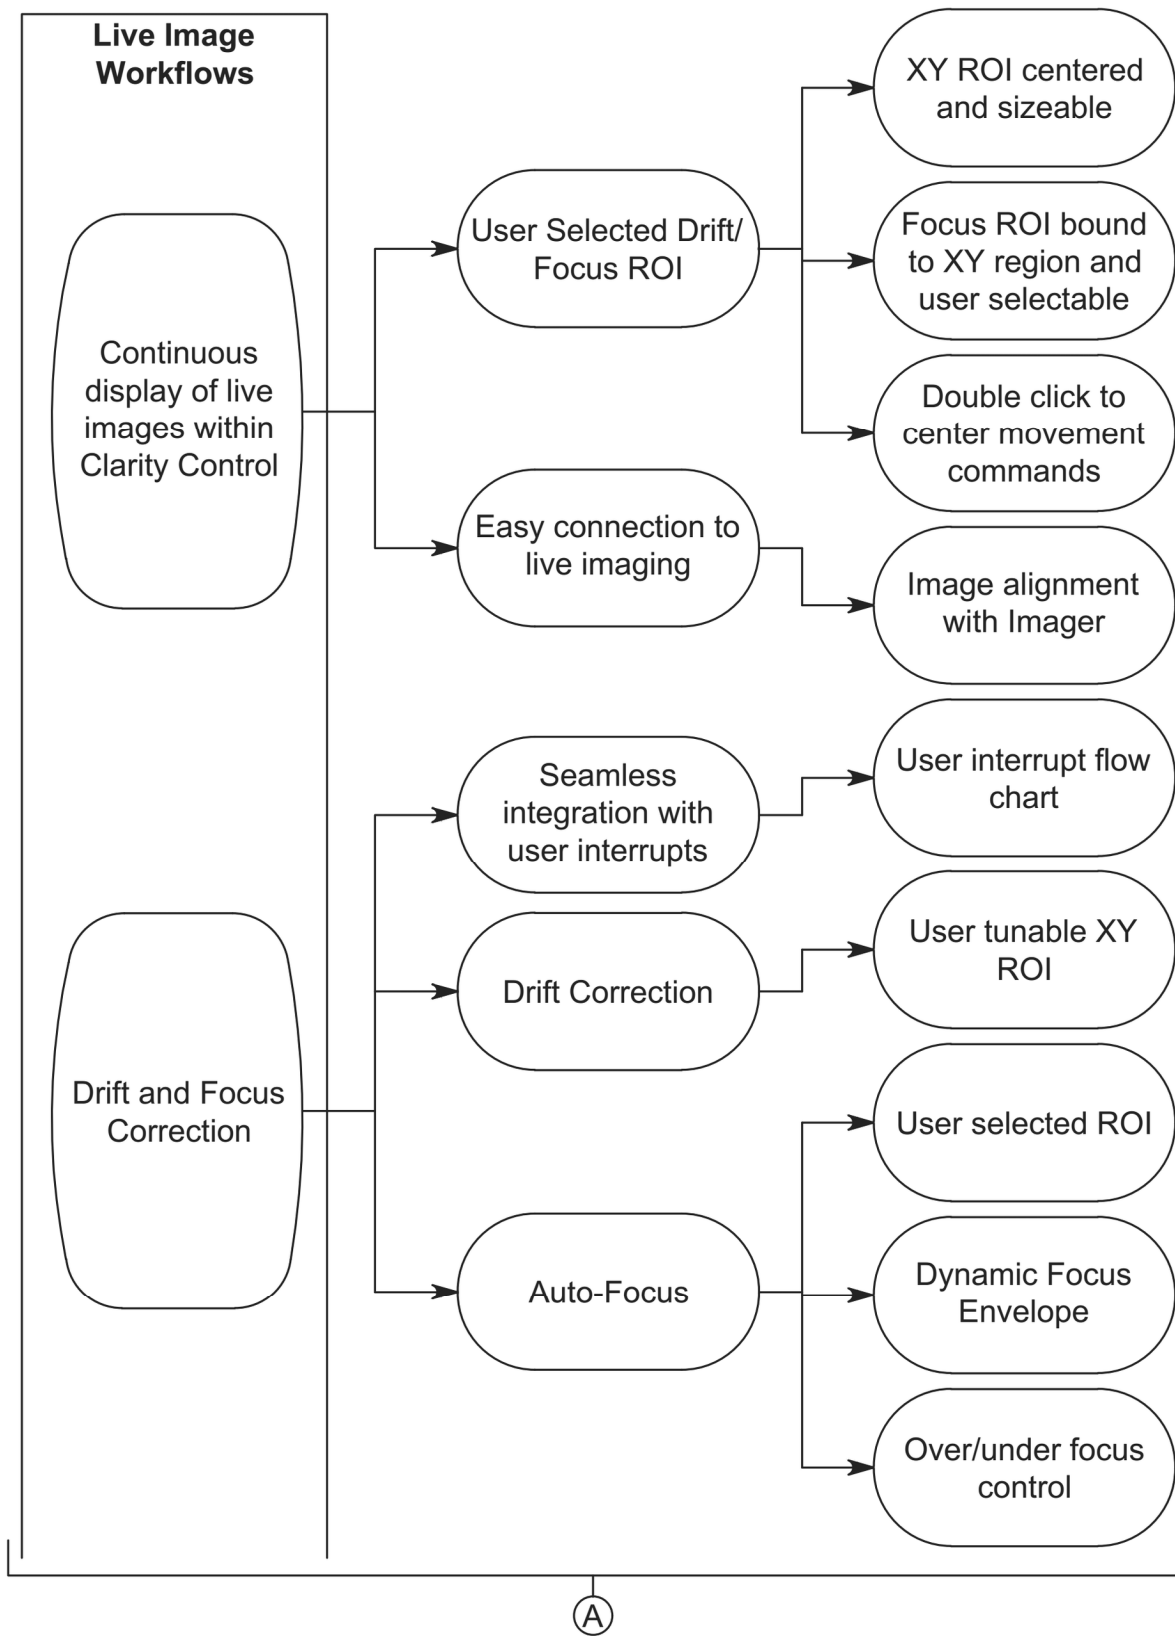 Live Image
Workflows
Continuous
display of live
images within
Clarity Control
User Selected Drift/
Focus ROI
XY ROI centered
and sizeable
Focus ROI bound
to XY region and
user selectable
Double click to
center movement
commands
Easy connection to
live imaging
Image alignment
with Imager
Drift and Focus
Correction
Seamless
integration with
user interrupts
User interrupt flow
chart
Drift Correction
User tunable XY
ROI
Auto-Focus
User selected ROI
Dynamic Focus
Envelope
Over/under focus
control
A